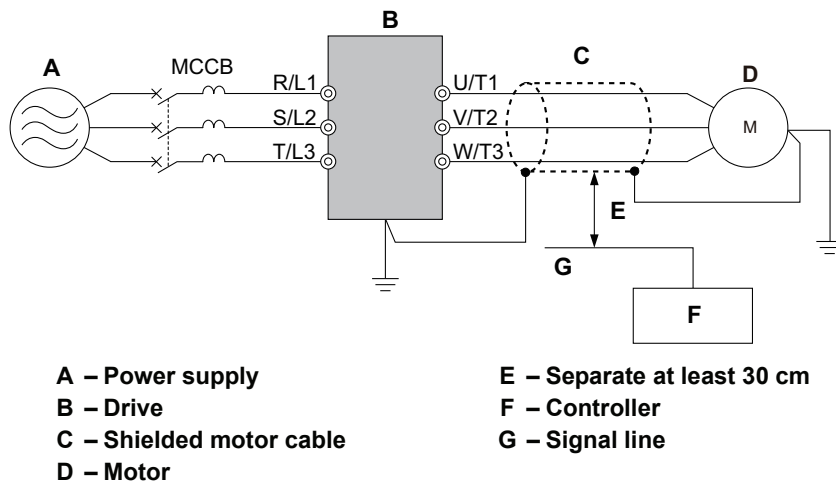 B
C
A
MCCB
D
R/L1
U/T1
S/L2
V/T2
M
T/L3
W/T3
E
G
F
A – Power supply
B – Drive
C – Shielded motor cable
D – Motor
E – Separate at least 30 cm
F – Controller
G – Signal line